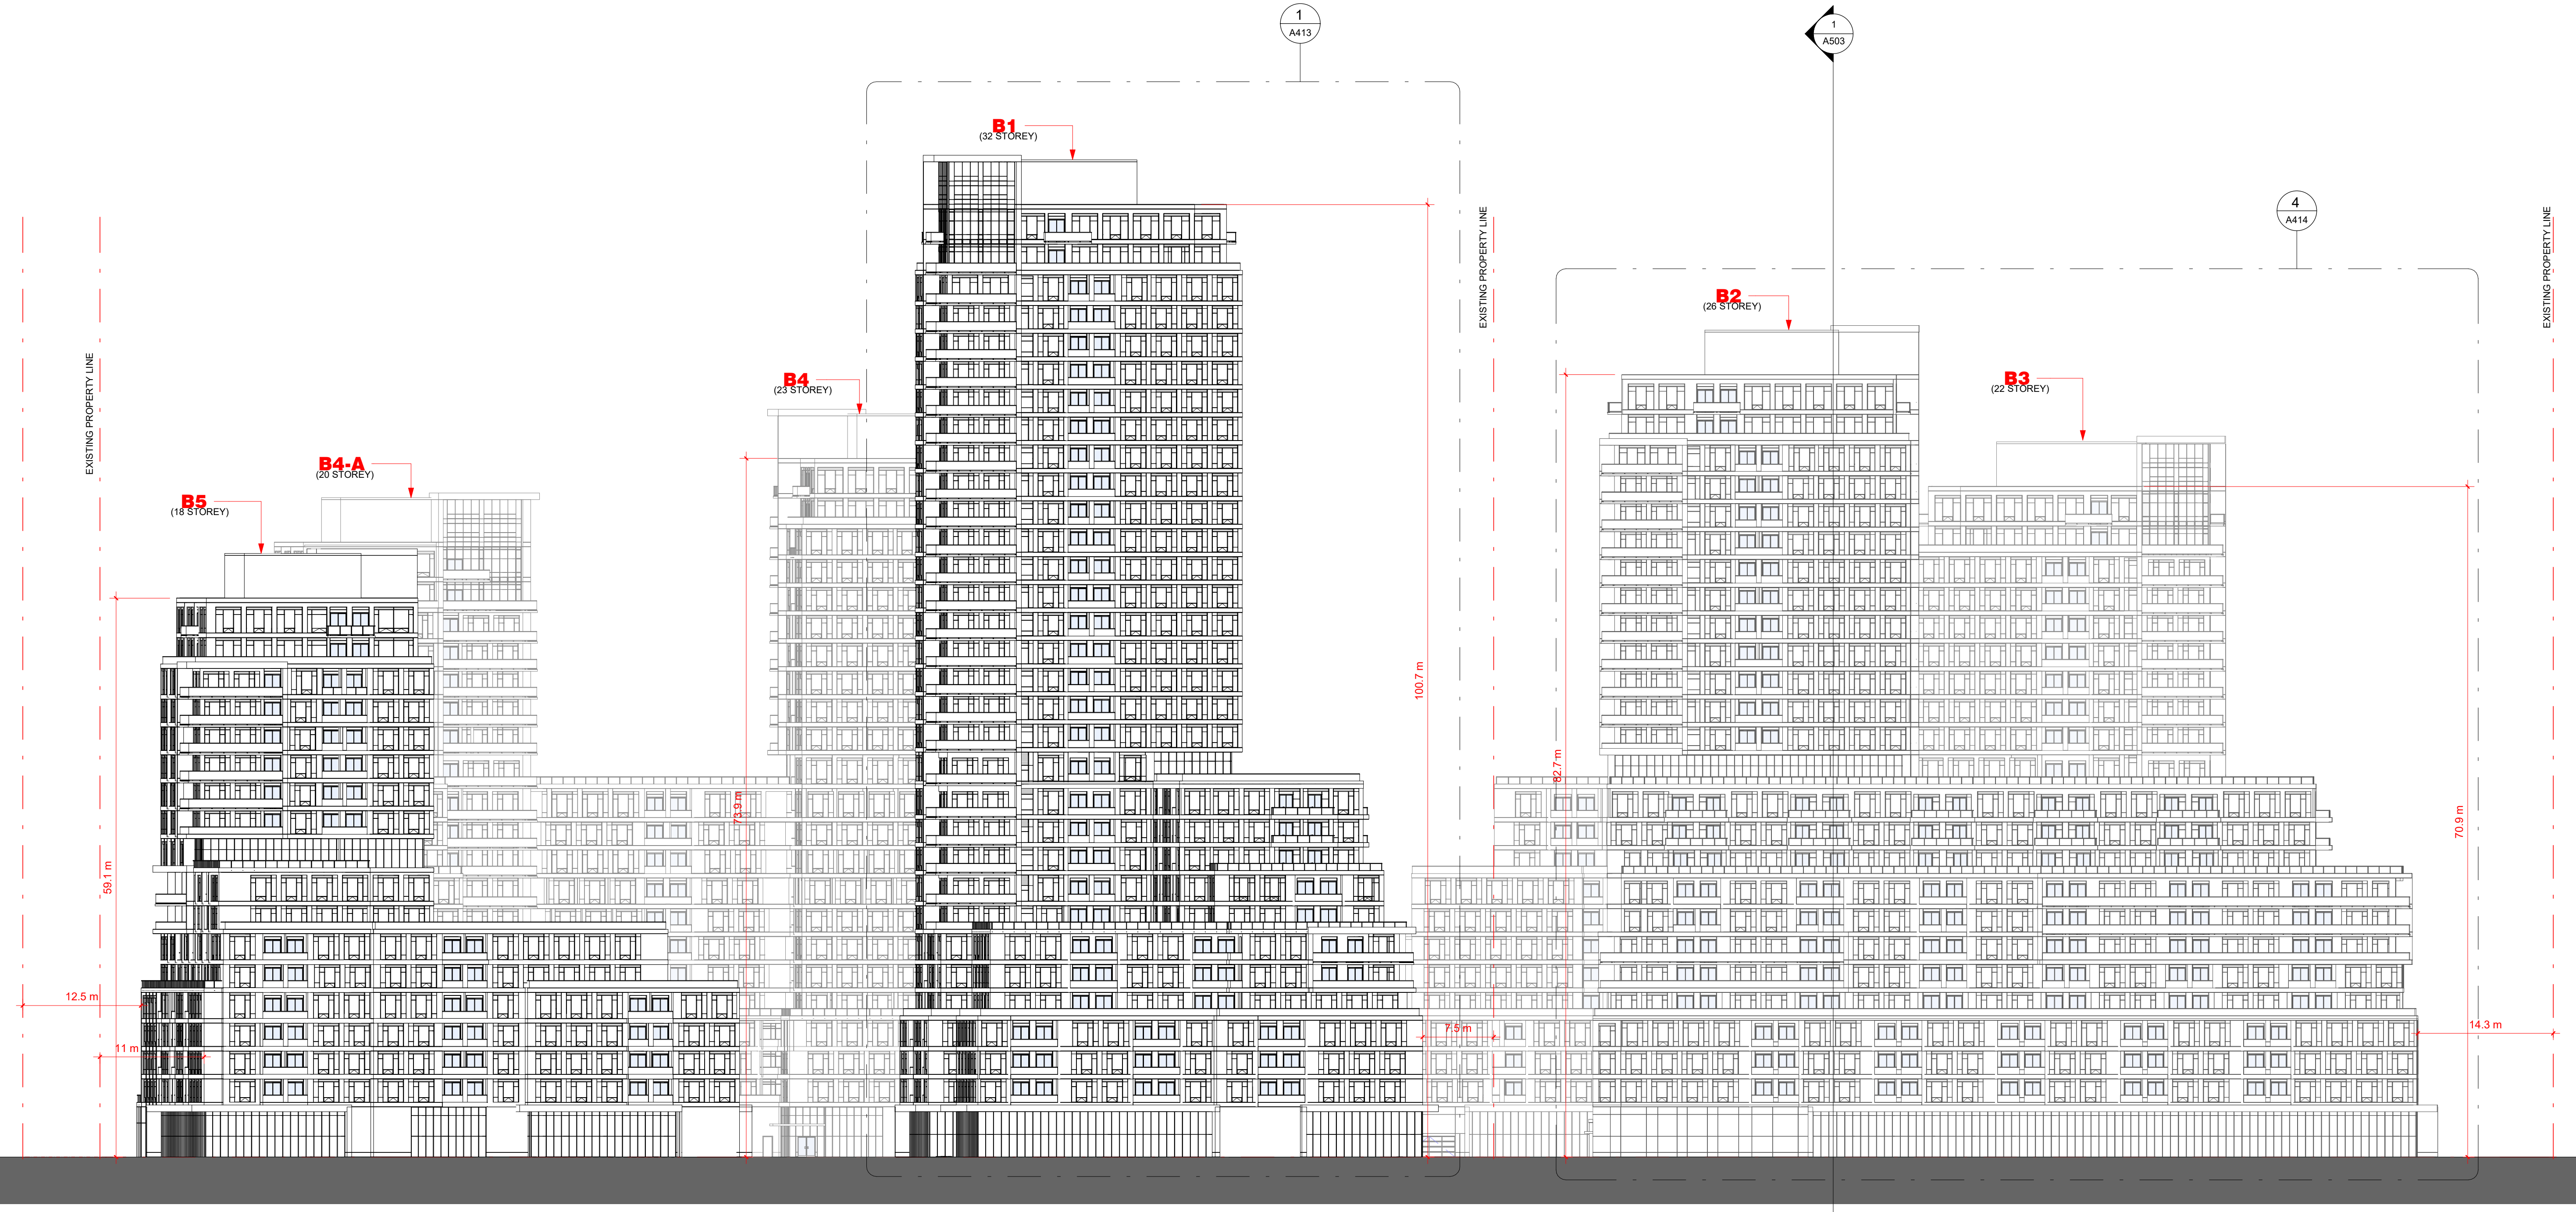 1
A413
1
A503
B1
(32 STOREY)
4
A414
EXISTING PROPERTY LINE
EXISTING PROPERTY LINE
B2
(26 STOREY)
B4
(23 STOREY)
B3
(22 STOREY)
EXISTING PROPERTY LINE
B4-A
(20 STOREY)
B5
(18 STOREY)
100.7 m
82.7 m
73.9 m
70.9 m
59.1 m
12.5 m
7.5 m
14.3 m
11 m